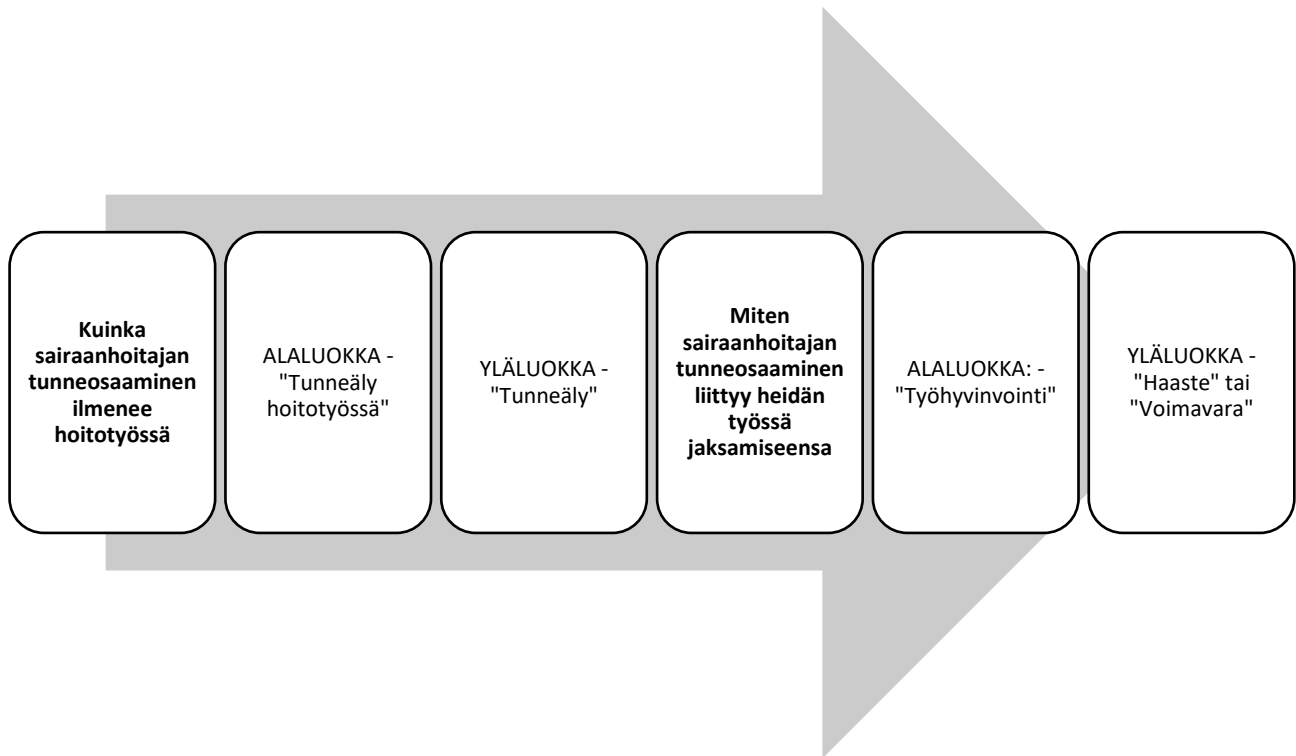 Kuinka
sairaanhoitajan
tunneosaaminen
ilmenee
hoitotyössä
ALALUOKKA -
"Tunneäly
hoitotyössä"
YLÄLUOKKA -
"Tunneäly"
Miten
sairaanhoitajan
tunneosaaminen
liittyy heidän
työssä
jaksamiseensa
ALALUOKKA: -
"Työhyvinvointi"
YLÄLUOKKA -
"Haaste" tai
"Voimavara"